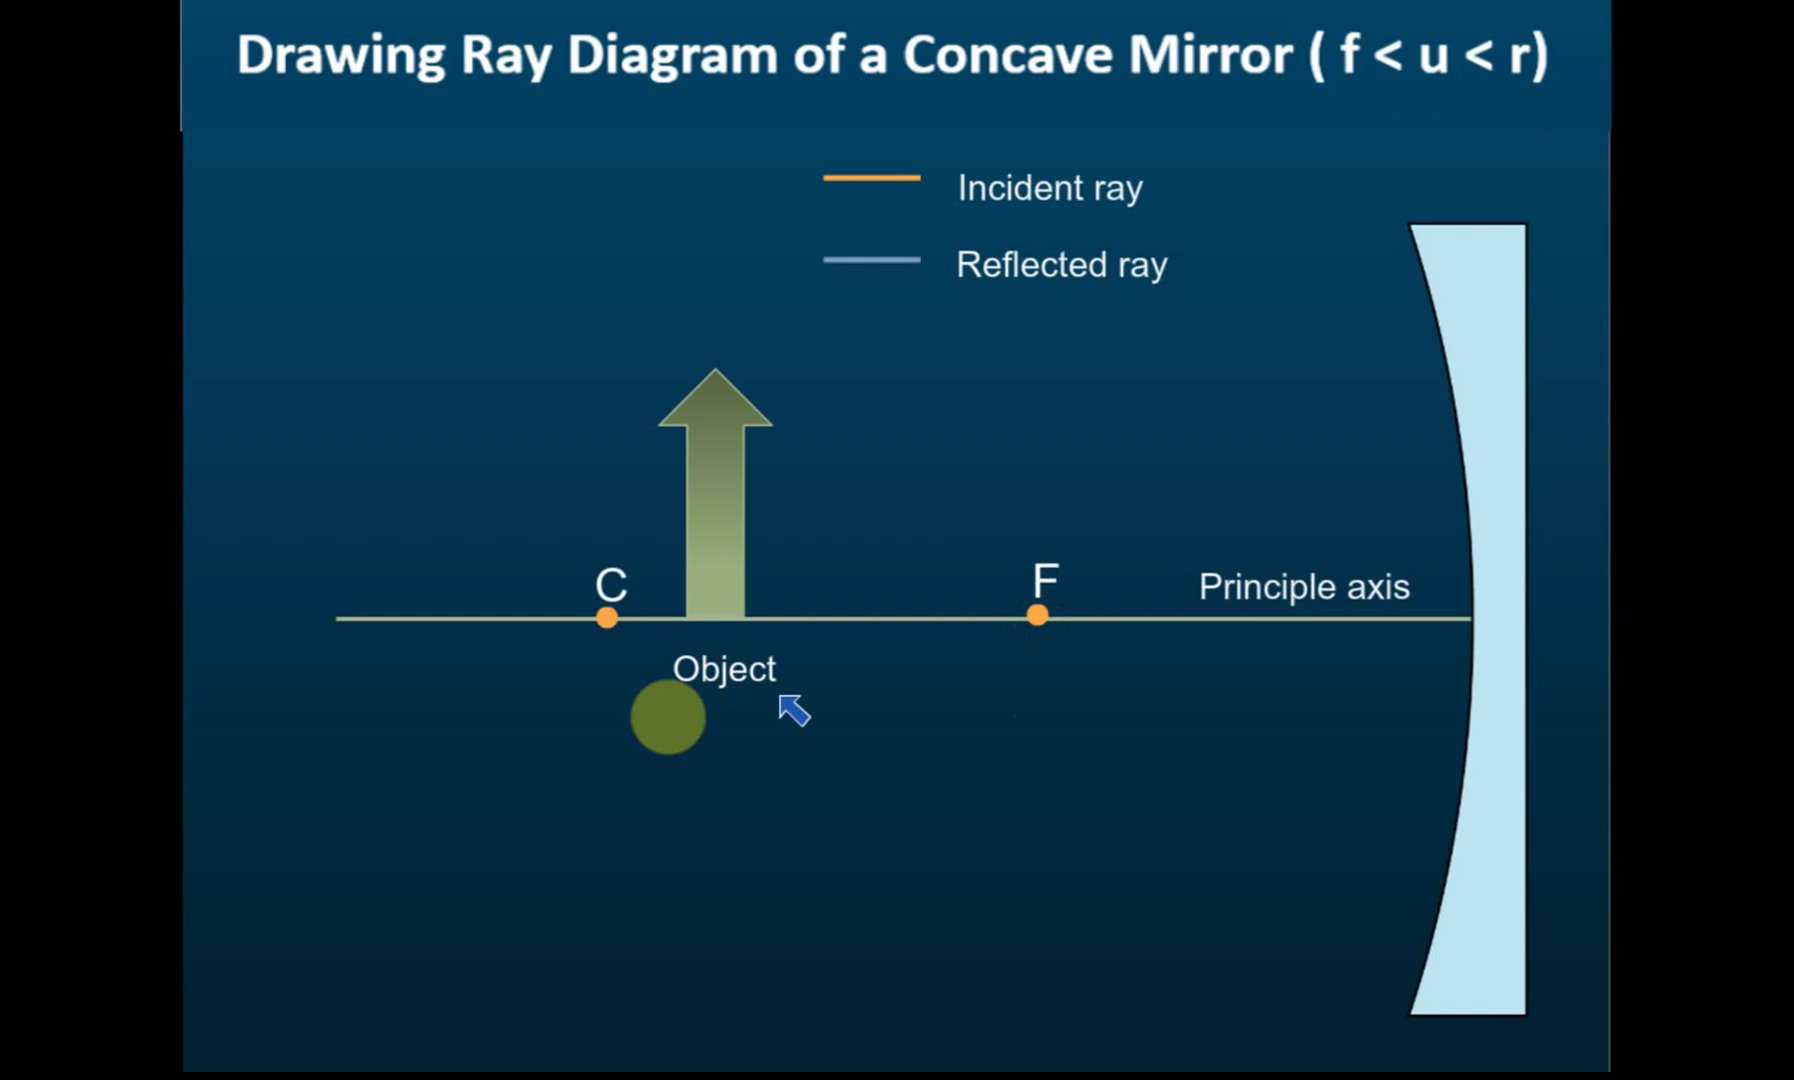 Drawing Ray Diagram of a Concave Mirror ( f < u < r)
Incident ray
Reflected ray
C
F
Principle axis
Object